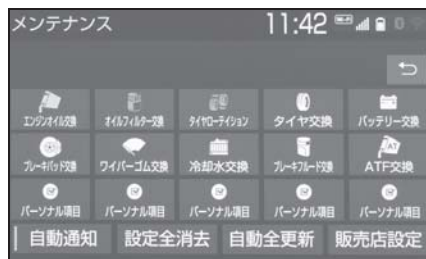 メンテナンス 11:42 Wi-Fi
エンジンオイル交換 オイルフィルター交換 タイヤローテイション タイヤ交換 バッテリー交換
ブレーキパッド交換 ワイパーゴム交換 冷却水交換 ブレーキフルード交換 ATF交換
パーソナル項目 パーソナル項目 パーソナル項目 パーソナル項目 パーソナル項目
自動通知 設定全消去 自動全更新 販売店設定